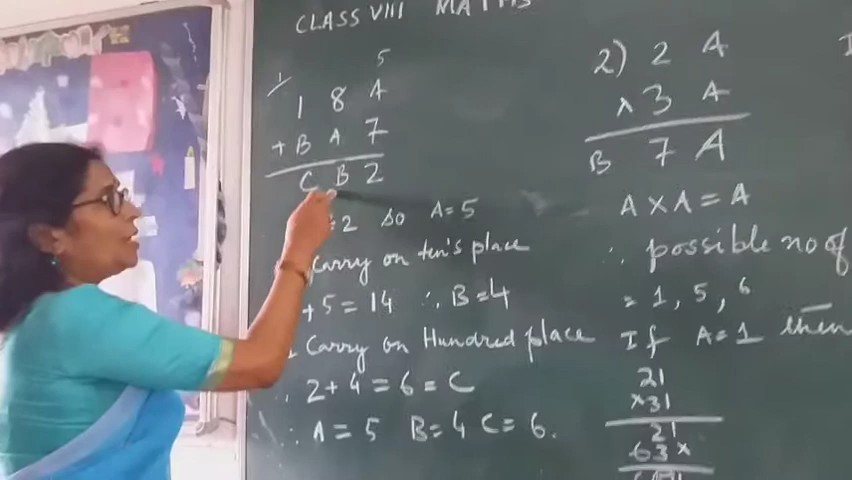 CLASS VIII MATHS
5
1
1 8 A
+ B A 7
C B 2
= 2 so A = 5
Carry on ten's place
+ 5 = 14 ∴ B = 4
Carry on Hundred place
2 + 4 = 6 = C
∴ A = 5 B = 4 C = 6.
2) 2 A
× 3 A
B 7 A
A × A = A
∴ possible no of
= 1, 5, 6
If A = 1 then
21
×31
21
63×